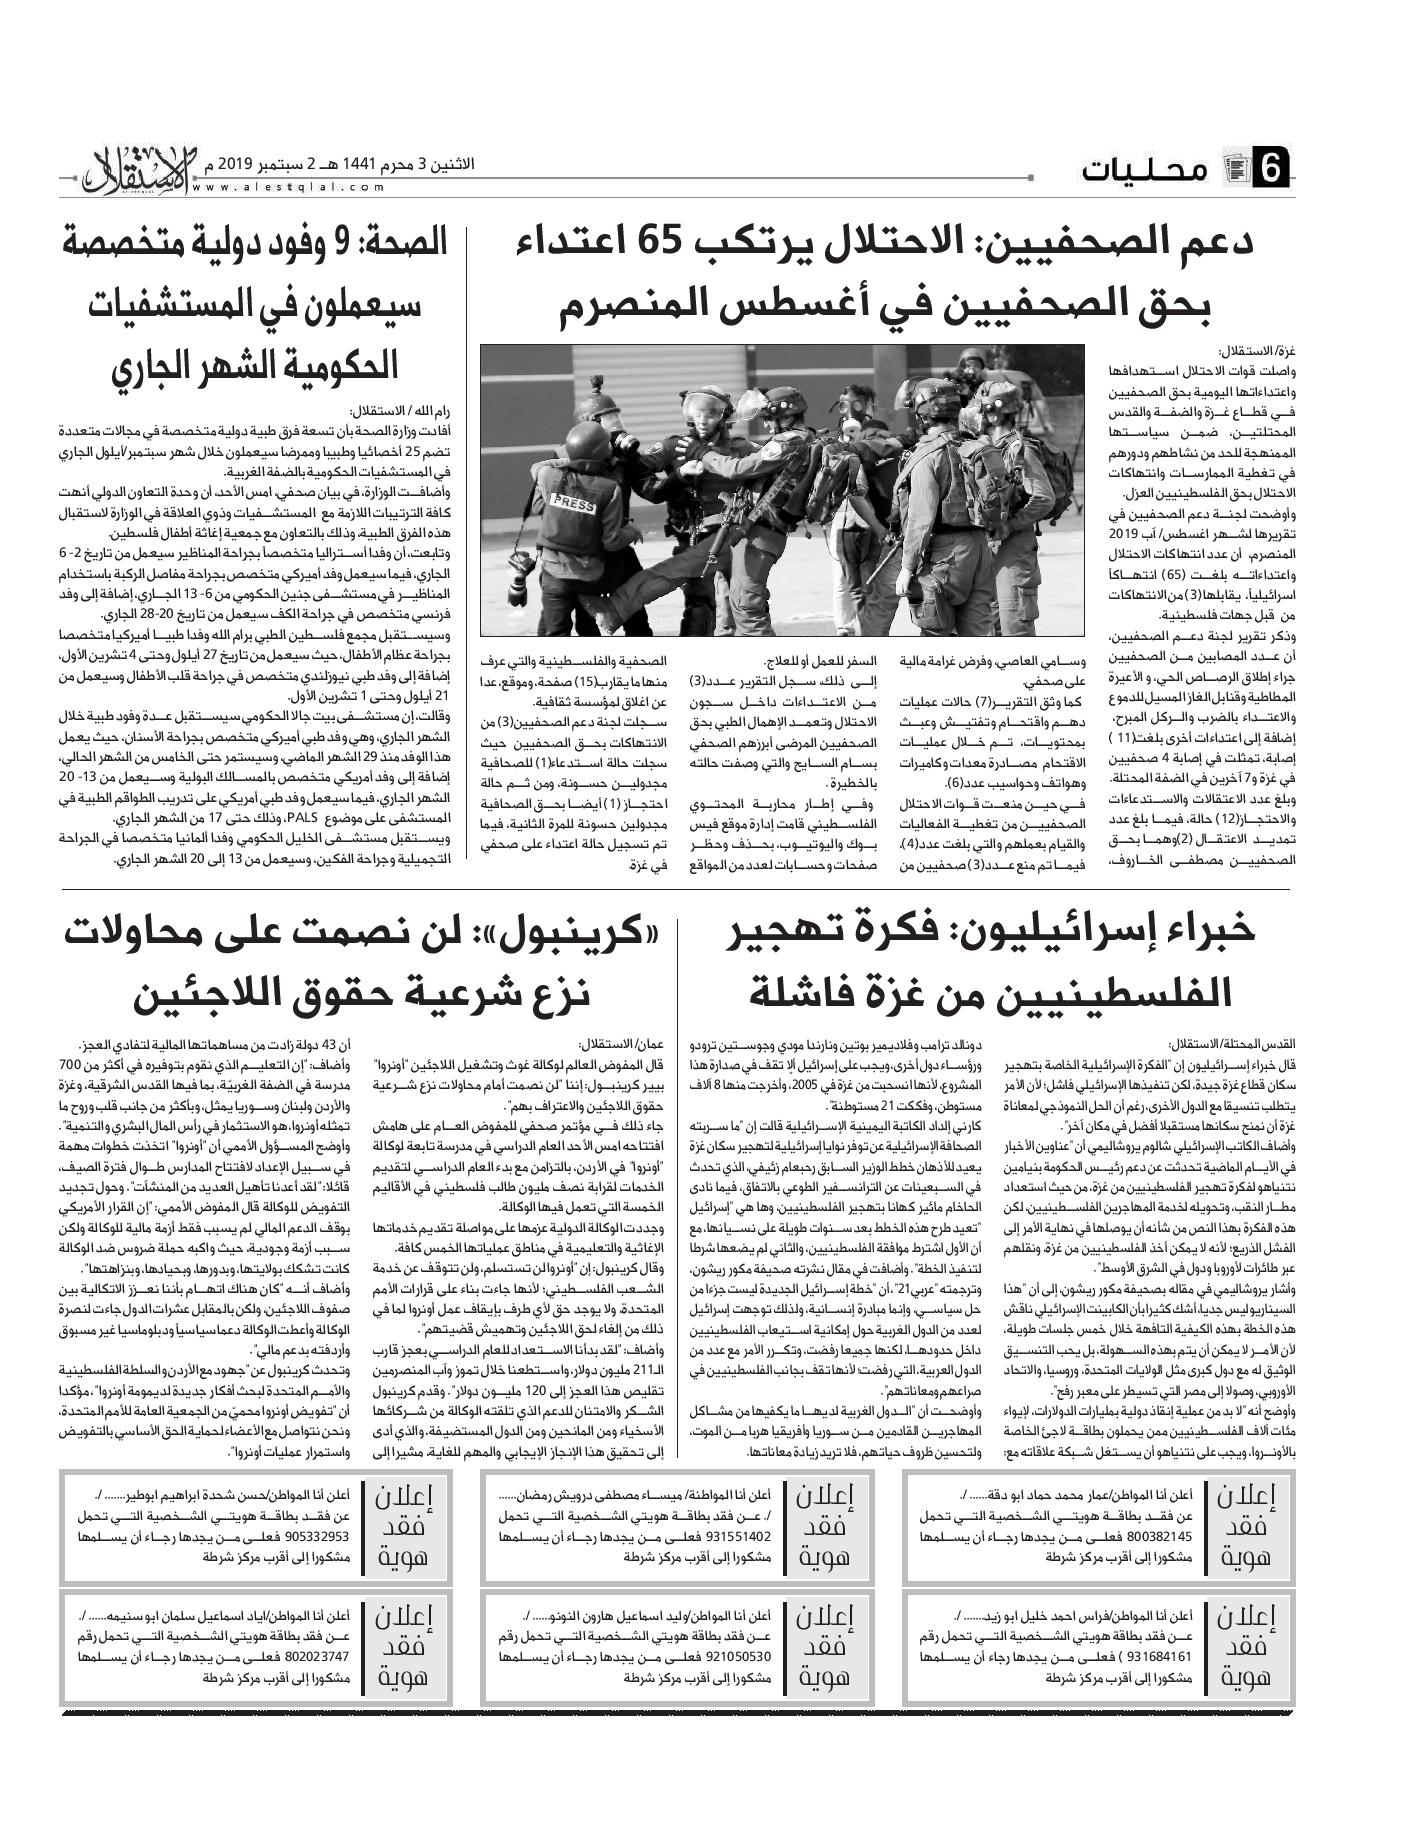 6
محليات
الاثنين 3 محرم 1441 هـ 2 سبتمبر 2019 م
الاستقلال
www.alestqlal.com
دعم الصحفيين: الاحتلال يرتكب 65 اعتداء
بحق الصحفيين في أغسطس المنصرم
غزة/ الاستقلال:
واصلت قوات الاحتلال استهدافها
واعتداءاتها اليومية بحق الصحفيين
في قطاع غزة والضفة والقدس
المحتلتين، ضمن سياستها
الممنهجة للحد من نشاطهم ودورهم
في تغطية الممارسات وانتهاكات
الاحتلال بحق الفلسطينيين العزل.
وأوضحت لجنة دعم الصحفيين في
تقريرها لشهر اغسطس/ آب 2019
المنصرم، أن عدد انتهاكات الاحتلال
واعتداءاته بلغت (65) انتهاكاً
اسرائيلياً، يقابلها(3) من الانتهاكات
من قبل جهات فلسطينية.
وذكر تقرير لجنة دعم الصحفيين،
أن عدد المصابين من الصحفيين
جراء إطلاق الرصاص الحي، و الأعيرة
المطاطية وقنابل الغاز المسيل للدموع
والاعتداء بالضرب والركل المبرح،
إضافة إلى اعتداءات أخرى بلغت(11 )
إصابة، تمثلت في إصابة 4 صحفيين
في غزة و7 آخرين في الضفة المحتلة.
وبلغ عدد الاعتقالات والاستدعاءات
والاحتجاز(12) حالة، فيما بلغ عدد
تمديد الاعتقال (2)وهما بحق
الصحفيين مصطفى الخاروف،
وسامي العاصي، وفرض غرامة مالية
على صحفي.
كما وثق التقرير(7) حالات عمليات
دهم واقتحام وتفتيش وعبث
بمحتويات، تم خلال عمليات
الاقتحام مصادرة معدات وكاميرات
وهواتف وحواسيب عدد(6).
في حين منعت قوات الاحتلال
الصحفيين من تغطية الفعاليات
والقيام بعملهم والتي بلغت عدد(4)،
فيما تم منع عدد(3) صحفيين من
السفر للعمل أو للعلاج.
إلى ذلك، سجل التقرير عدد(3)
من الاعتداءات داخل سجون
الاحتلال وتعمد الإهمال الطبي بحق
الصحفيين المرضى أبرزهم الصحفي
بسام السايح والتي وصفت حالته
بالخطيرة .
وفي إطار محاربة المحتوي
الفلسطيني قامت إدارة موقع فيس
بوك واليوتيوب، بحذف وحظر
صفحات وحسابات لعدد من المواقع
الصحفية والفلسطينية والتي عرف
منها ما يقارب(15) صفحة، وموقع، عدا
عن اغلاق لمؤسسة ثقافية.
سجلت لجنة دعم الصحفيين(3) من
الانتهاكات بحق الصحفيين حيث
سجلت حالة استدعاء(1) للصحافية
مجدولين حسونة، ومن ثم حالة
احتجاز (1) أيضا بحق الصحافية
مجدولين حسونة للمرة الثانية، فيما
تم تسجيل حالة اعتداء على صحفي
في غزة.
PRESS
الصحة: 9 وفود دولية متخصصة
سيعملون في المستشفيات
الحكومية الشهر الجاري
رام الله / الاستقلال:
أفادت وزارة الصحة بأن تسعة فرق طبية دولية متخصصة في مجالات متعددة
تضم 25 أخصائيا وطبيبا وممرضا سيعملون خلال شهر سبتمبر/أيلول الجاري
في المستشفيات الحكومية بالضفة الغربية.
وأضافت الوزارة، في بيان صحفي، امس الأحد، أن وحدة التعاون الدولي أنهت
كافة الترتيبات اللازمة مع المستشفيات وذوي العلاقة في الوزارة لاستقبال
هذه الفرق الطبية، وذلك بالتعاون مع جمعية إغاثة أطفال فلسطين.
وتابعت، أن وفدا أستراليا متخصصاً بجراحة المناظير سيعمل من تاريخ 2- 6
الجاري، فيما سيعمل وفد أميركي متخصص بجراحة مفاصل الركبة باستخدام
المناظير في مستشفى جنين الحكومي من 6- 13 الجاري، إضافة إلى وفد
فرنسي متخصص في جراحة الكف سيعمل من تاريخ 20-28 الجاري.
وسيستقبل مجمع فلسطين الطبي برام الله وفدا طبيا أميركيا متخصصا
بجراحة عظام الأطفال، حيث سيعمل من تاريخ 27 أيلول وحتى 4 تشرين الأول،
إضافة إلى وفد طبي نيوزلندي متخصص في جراحة قلب الأطفال وسيعمل من
21 أيلول وحتى 1 تشرين الأول.
وقالت، إن مستشفى بيت جالا الحكومي سيستقبل عدة وفود طبية خلال
الشهر الجاري، وهي وفد طبي أميركي متخصص بجراحة الأسنان، حيث يعمل
هذا الوفد منذ 29 الشهر الماضي، وسيستمر حتى الخامس من الشهر الحالي،
إضافة إلى وفد أمريكي متخصص بالمسالك البولية وسيعمل من 13- 20
الشهر الجاري، فيما سيعمل وفد طبي أمريكي على تدريب الطواقم الطبية في
المستشفى على موضوع PALS، وذلك حتى 17 من الشهر الجاري.
ويستقبل مستشفى الخليل الحكومي وفدا ألمانيا متخصصا في الجراحة
التجميلية وجراحة الفكين، وسيعمل من 13 إلى 20 الشهر الجاري.
خبراء إسرائيليون: فكرة تهجير
الفلسطينيين من غزة فاشلة
القدس المحتلة/ الاستقلال:
قال خبراء إسرائيليون إن "الفكرة الإسرائيلية الخاصة بتهجير
سكان قطاع غزة جيدة، لكن تنفيذها الإسرائيلي فاشل؛ لأن الأمر
يتطلب تنسيقا مع الدول الأخرى، رغم أن الحل النموذجي لمعاناة
غزة أن نمنح سكانها مستقبلا أفضل في مكان آخر".
وأضاف الكاتب الإسرائيلي شالوم يروشاليمي أن "عناوين الأخبار
في الأيام الماضية تحدثت عن دعم رئيس الحكومة بنيامين
نتنياهو لفكرة تهجير الفلسطينيين من غزة، من حيث استعداد
مطار النقب، وتحويله لخدمة المهاجرين الفلسطينيين، لكن
هذه الفكرة بهذا النص من شأنه أن يوصلها في نهاية الأمر إلى
الفشل الذريع؛ لأنه لا يمكن أخذ الفلسطينيين من غزة، ونقلهم
عبر طائرات لأوروبا ودول في الشرق الأوسط".
وأشار يروشاليمي في مقاله بصحيفة مكور ريشون، إلى أن "هذا
السيناريو ليس جديا، أشك كثيرا بأن الكابينت الإسرائيلي ناقش
هذه الخطة بهذه الكيفية التافهة خلال خمس جلسات طويلة،
لأن الأمر لا يمكن أن يتم بهذه السهولة، بل يحب التنسيق
الوثيق له مع دول كبرى مثل الولايات المتحدة، وروسيا، والاتحاد
الأوروبي، وصولا إلى مصر التي تسيطر على معبر رفح".
وأوضح أنه "لا بد من عملية إنقاذ دولية بمليارات الدولارات، لإيواء
مئات آلاف الفلسطينيين ممن يحملون بطاقة لاجئ الخاصة
بالأونروا، ويجب على نتنياهو أن يستغل شبكة علاقاته مع:
دونالد ترامب وفلاديمير بوتين ونارندا مودي وجوستين ترودو
ورؤساء دول أخرى، ويجب على إسرائيل ألا تقف في صدارة هذا
المشروع، لأنها انسحبت من غزة في 2005، وأخرجت منها 8 آلاف
مستوطن، وفككت 21 مستوطنة".
كارني إلداد الكاتبة اليمينية الإسرائيلية قالت إن "ما سربته
الصحافة الإسرائيلية عن توفر نوايا إسرائيلية لتهجير سكان غزة
يعيد للأذهان خطط الوزير السابق رحبعام زئيفي، الذي تحدث
في السبعينات عن الترانسفير الطوعي بالاتفاق، فيما نادى
الحاخام مائير كهانا بتهجير الفلسطينيين، وها هي "إسرائيل
"تعيد طرح هذه الخطط بعد سنوات طويلة على نسيانها، مع
أن الأول اشترط موافقة الفلسطينيين، والثاني لم يضعها شرطا
لتنفيذ الخطة". وأضافت في مقال نشرته صحيفة مكور ريشون،
وترجمته "عربي21"، أن "خطة إسرائيل الجديدة ليست جزءا من
حل سياسي، وإنما مبادرة إنسانية، ولذلك توجهت إسرائيل
لعدد من الدول الغربية حول إمكانية استيعاب الفلسطينيين
داخل حدودها، لكنها جميعا رفضت، وتكرر الأمر مع عدد من
الدول العربية، التي رفضت؛ لأنها تقف بجانب الفلسطينيين في
صراعهم ومعاناتهم".
وأوضحت أن "الدول الغربية لديها ما يكفيها من مشاكل
المهاجرين القادمين من سوريا وأفريقيا هربا من الموت،
ولتحسين ظروف حياتهم، فلا تريد زيادة معاناتها.
«كرينبول»: لن نصمت على محاولات
نزع شرعية حقوق اللاجئين
عمان/ الاستقلال:
قال المفوض العالم لوكالة غوث وتشغيل اللاجئين "أونروا"
بيير كرينبول؛ إننا "لن نصمت أمام محاولات نزع شرعية
حقوق اللاجئين والاعتراف بهم".
جاء ذلك في مؤتمر صحفي للمفوض العام على هامش
افتتاحه امس الأحد العام الدراسي في مدرسة تابعة لوكالة
"أونروا" في الأردن، بالتزامن مع بدء العام الدراسي لتقديم
الخدمات لقرابة نصف مليون طالب فلسطيني في الأقاليم
الخمسة التي تعمل فيها الوكالة.
وجددت الوكالة الدولية عزمها على مواصلة تقديم خدماتها
الإغاثية والتعليمية في مناطق عملياتها الخمس كافة.
وقال كرينبول: إن "أونروا لن تستسلم، ولن تتوقف عن خدمة
الشعب الفلسطيني؛ لأنها جاءت بناء على قرارات الأمم
المتحدة، ولا يوجد حق لأي طرف بإيقاف عمل أونروا لما في
ذلك من إلغاء لحق اللاجئين وتهميش قضيتهم".
وأضاف: "لقد بدأنا الاستعداد للعام الدراسي بعجز قارب
الـ211 مليون دولار، واستطعنا خلال تموز وآب المنصرمين
تقليص هذا العجز إلى 120 مليون دولار". وقدم كرينبول
الشكر والامتنان للدعم الذي تلقته الوكالة من شركائها
الأسخياء ومن المانحين ومن الدول المستضيفة، والذي أدى
إلى تحقيق هذا الإنجاز الإيجابي والمهم للغاية، مشيرا إلى
أن 43 دولة زادت من مساهماتها المالية لتفادي العجز.
وأضاف: "إن التعليم الذي نقوم بتوفيره في أكثر من 700
مدرسة في الضفة الغربيّة، بما فيها القدس الشرقية، وغزة
والأردن ولبنان وسوريا يمثل، وبأكثر من جانب قلب وروح ما
تمثله أونروا، هو الاستثمار في رأس المال البشري والتنمية".
وأوضح المسؤول الأممي أن "أونروا" اتخذت خطوات مهمة
في سبيل الإعداد لافتتاح المدارس طوال فترة الصيف،
قائلا: "لقد أعدنا تأهيل العديد من المنشآت". وحول تجديد
التفويض للوكالة قال المفوض الأممي: "إن القرار الأمريكي
بوقف الدعم المالي لم يسبب فقط أزمة مالية للوكالة ولكن
سبب أزمة وجودية، حيث واكبه حملة ضروس ضد الوكالة
كانت تشكك بولايتها، وبدورها، وبحيادها، وبنزاهتها".
وأضاف أنه "كان هناك اتهام بأننا نعزز الاتكالية بين
صفوف اللاجئين، ولكن بالمقابل عشرات الدول جاءت لنصرة
الوكالة وأعطت الوكالة دعما سياسياً ودبلوماسيا غير مسبوق
وأردفته بدعم مالي".
وتحدث كرينبول عن "جهود مع الأردن والسلطة الفلسطينية
والأمم المتحدة لبحث أفكار جديدة لديمومة أونروا"، مؤكدا
أن "تفويض أونروا محميّ من الجمعية العامة للأمم المتحدة،
ونحن نتواصل مع الأعضاء لحماية الحق الأساسي بالتفويض
واستمرار عمليات أونروا".
إعلان
فقد
هوية
أعلن أنا المواطن/عمار محمد حماد ابو دقة...... /.
عن فقد بطاقة هويتي الشخصية التي تحمل
800382145 فعلى من يجدها رجاء أن يسلمها
مشكورا إلى أقرب مركز شرطة
إعلان
فقد
هوية
أعلن أنا المواطنة/ ميساء مصطفى درويش رمضان......
/. عن فقد بطاقة هويتي الشخصية التي تحمل
931551402 فعلى من يجدها رجاء أن يسلمها
مشكورا إلى أقرب مركز شرطة
إعلان
فقد
هوية
أعلن أنا المواطن/حسن شحدة ابراهيم ابوطير....... /.
عن فقد بطاقة هويتي الشخصية التي تحمل
905332953 فعلى من يجدها رجاء أن يسلمها
مشكورا إلى أقرب مركز شرطة
إعلان
فقد
هوية
أعلن أنا المواطن/فراس احمد خليل ابو زيد....... /.
عن فقد بطاقة هويتي الشخصية التي تحمل رقم
931684161 ) فعلى من يجدها رجاء أن يسلمها
مشكورا إلى أقرب مركز شرطة
إعلان
فقد
هوية
أعلن أنا المواطن/وليد اسماعيل هارون النونو...... /.
عن فقد بطاقة هويتي الشخصية التي تحمل رقم
921050530 فعلى من يجدها رجاء أن يسلمها
مشكورا إلى أقرب مركز شرطة
إعلان
فقد
هوية
أعلن أنا المواطن/اياد اسماعيل سلمان ابو سنيمه...... /.
عن فقد بطاقة هويتي الشخصية التي تحمل رقم
802023747 فعلى من يجدها رجاء أن يسلمها
مشكورا إلى أقرب مركز شرطة